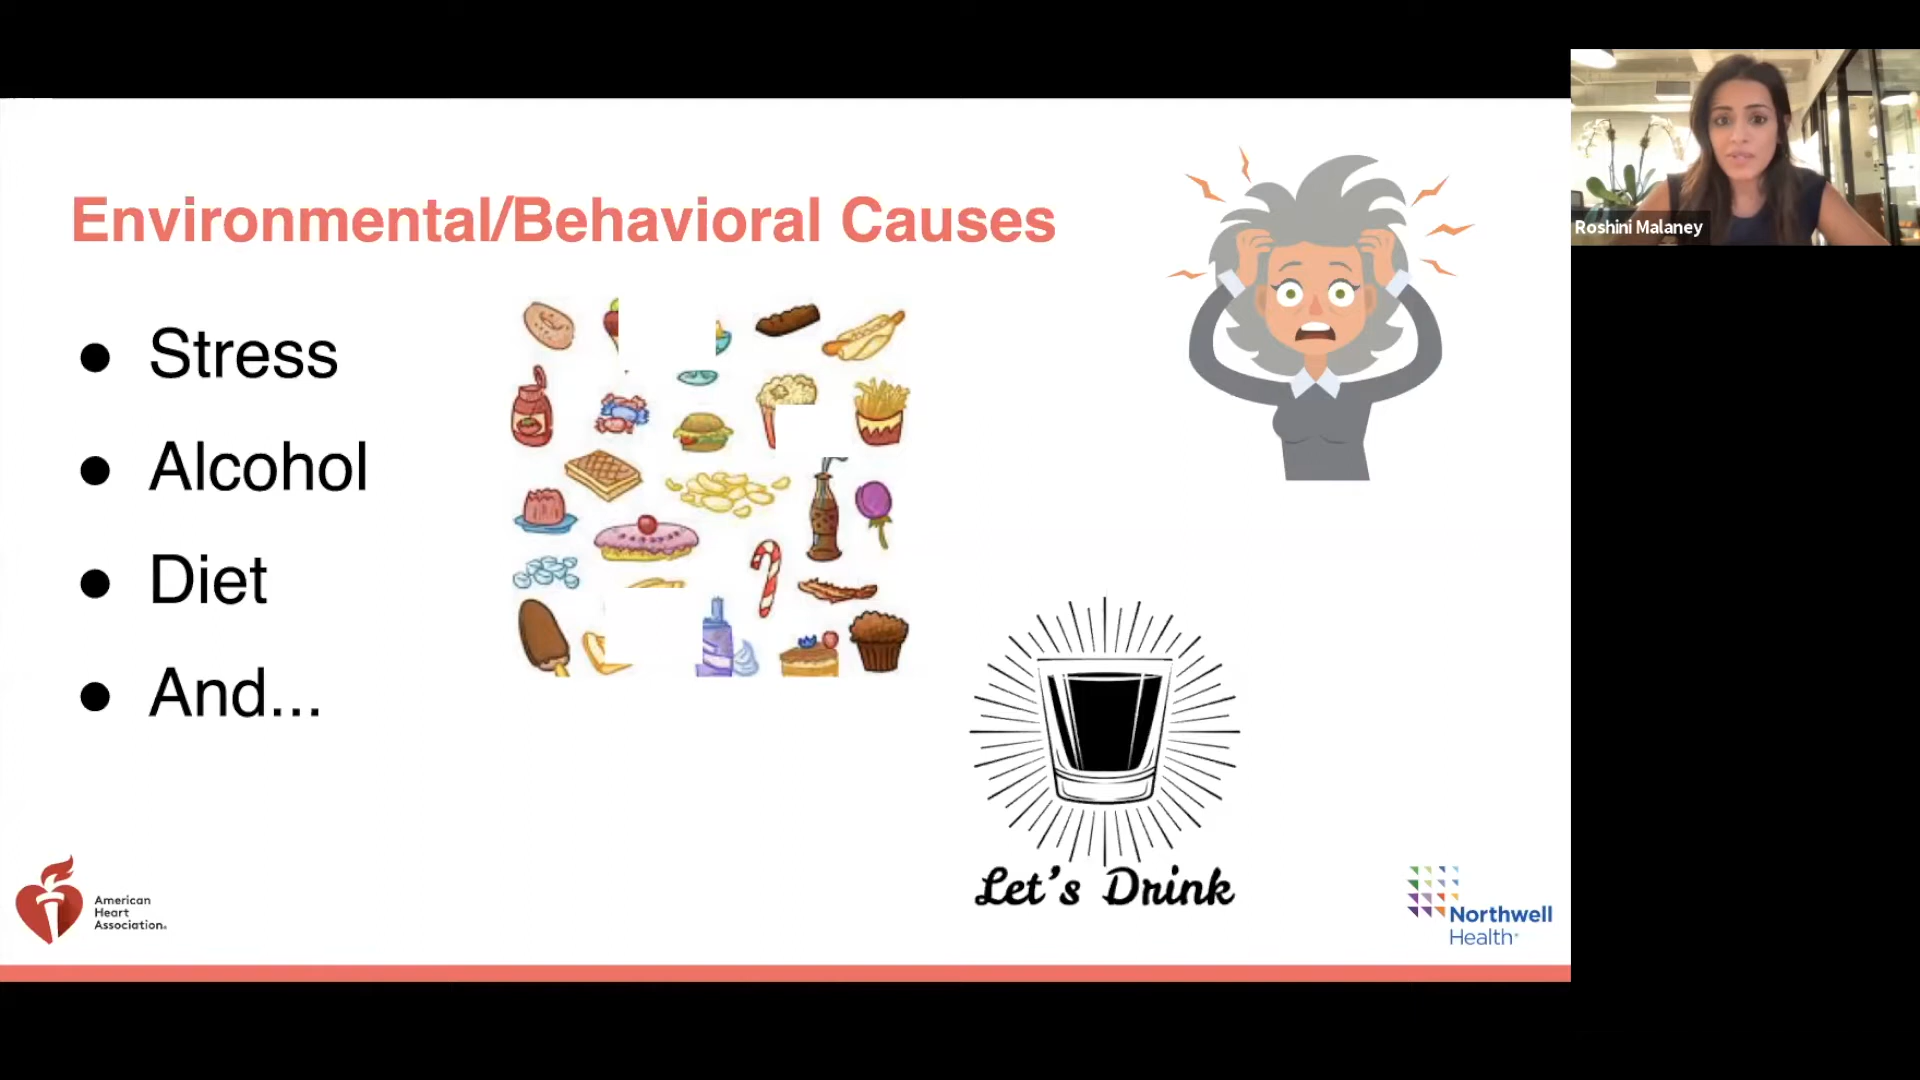 Environmental/Behavioral Causes
● Stress
● Alcohol
● Diet
● And...
Let's Drink
American
Heart
Association®
Northwell
Health®
Roshini Malaney